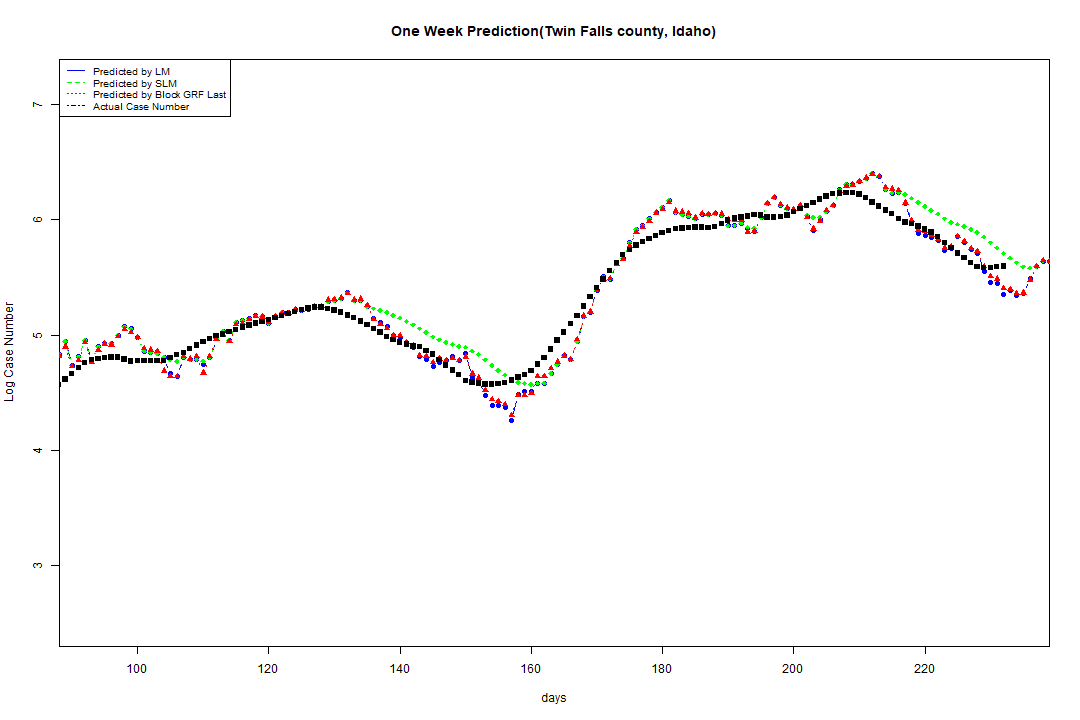 One Week Prediction(Twin Falls county, Idaho)
Predicted by LM
Predicted by SLM
Predicted by Block GRF Last
Actual Case Number
7
6
5
4
3
Log Case Number
100 120 140 160 180 200 220
days